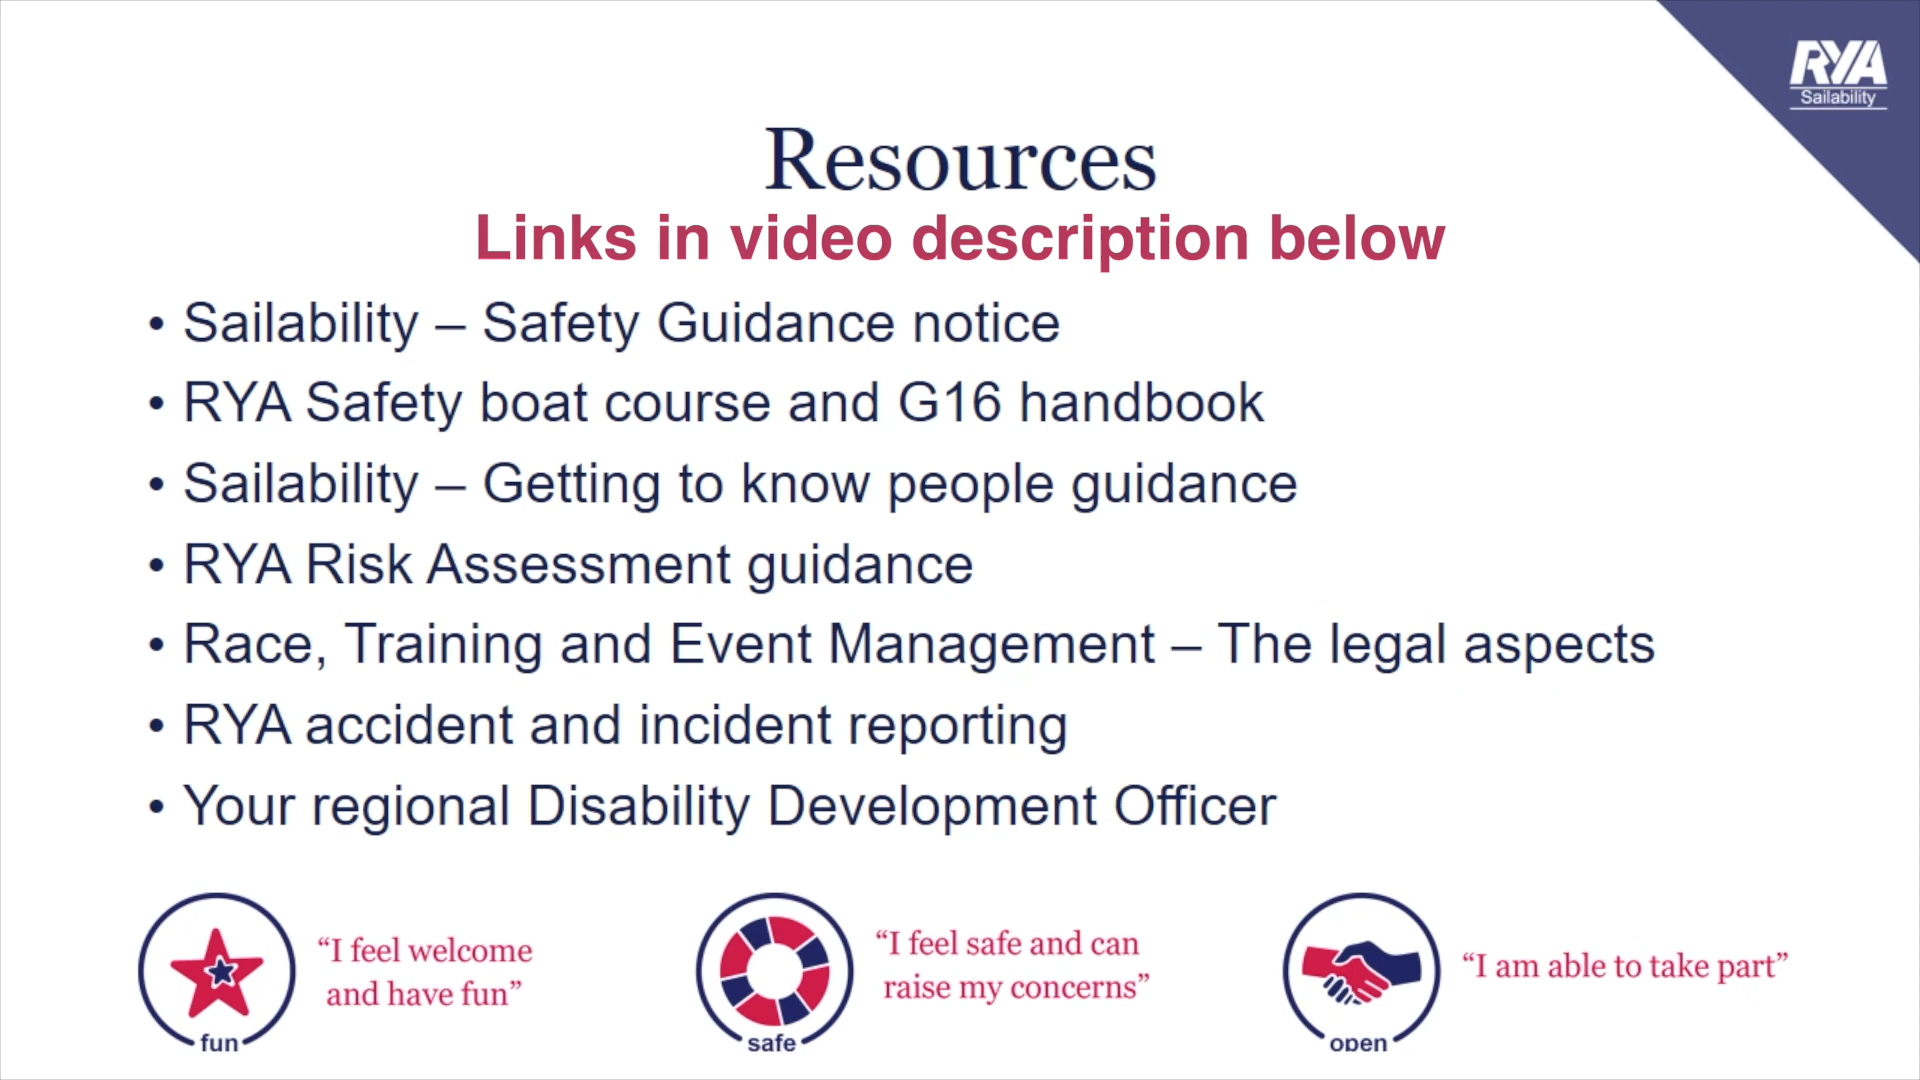 RYA
Sailability
Resources
Links in video description below
• Sailability – Safety Guidance notice
• RYA Safety boat course and G16 handbook
• Sailability – Getting to know people guidance
• RYA Risk Assessment guidance
• Race, Training and Event Management – The legal aspects
• RYA accident and incident reporting
• Your regional Disability Development Officer
“I feel welcome
and have fun”
fun
“I feel safe and can
raise my concerns”
safe
“I am able to take part”
open